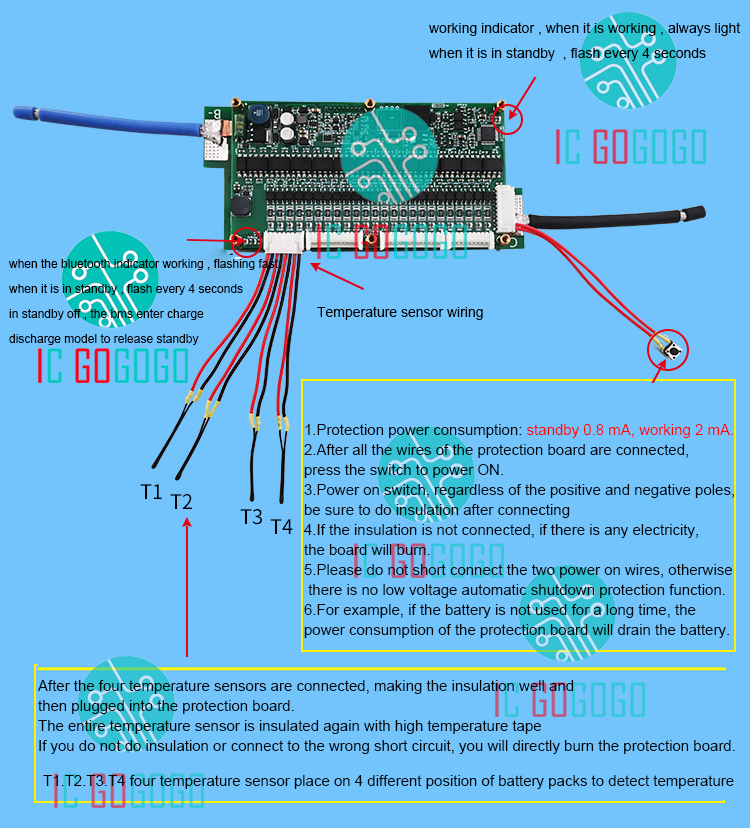 working indicator , when it is working , always light
when it is in standby , flash every 4 seconds
IC GOGOGO
when the bluetooth indicator working , flashing fast
when it is in standby , flash every 4 seconds
in standby off , the bms enter charge
discharge model to release standby
IC GOGOGO
IC GOGOGO
Temperature sensor wiring
T1
T2
T3
T4
1.Protection power consumption: standby 0.8 mA, working 2 mA.
2.After all the wires of the protection board are connected,
press the switch to power ON.
3.Power on switch, regardless of the positive and negative poles,
be sure to do insulation after connecting
4.If the insulation is not connected, if there is any electricity,
the board will burn.
IC GOGOGO
5.Please do not short connect the two power on wires, otherwise
there is no low voltage automatic shutdown protection function.
6.For example, if the battery is not used for a long time, the
power consumption of the protection board will drain the battery.
After the four temperature sensors are connected, making the insulation well and
then plugged into the protection board.
IC GOGOGO
The entire temperature sensor is insulated again with high temperature tape
If you do not do insulation or connect to the wrong short circuit, you will directly burn the protection board.
T1.T2.T3.T4 four temperature sensor place on 4 different position of battery packs to detect temperature
IC GOGOGO